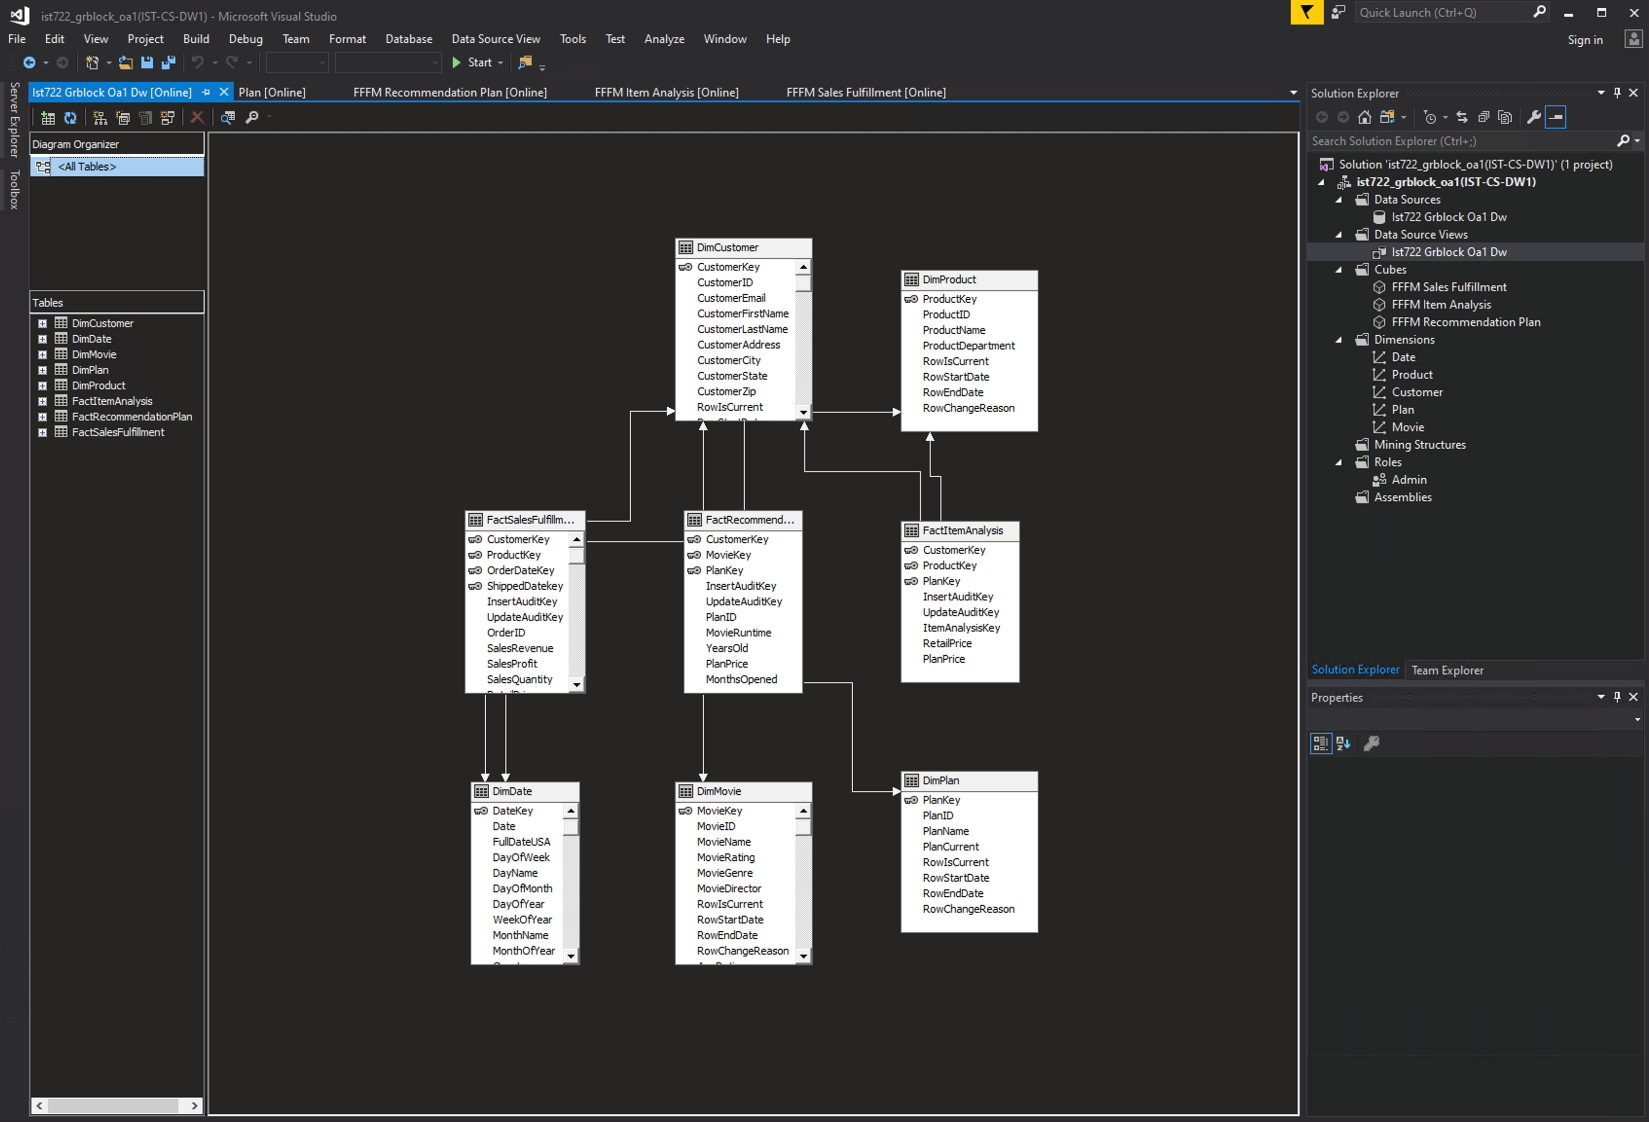 ist722_grblock_oa1(IST-CS-DW1) - Microsoft Visual Studio
Quick Launch (Ctrl+Q)
File Edit View Project Build Debug Team Format Database Data Source View Tools Test Analyze Window Help
Sign in
Start
Server Explorer
Toolbox
Ist722 Grblock Oa1 Dw [Online] Plan [Online] FFFM Recommendation Plan [Online] FFFM Item Analysis [Online] FFFM Sales Fulfillment [Online]
Diagram Organizer
<All Tables>
Tables
DimCustomer
DimDate
DimMovie
DimPlan
DimProduct
FactItemAnalysis
FactRecommendationPlan
FactSalesFulfillment
DimCustomer
CustomerKey
CustomerID
CustomerEmail
CustomerFirstName
CustomerLastName
CustomerAddress
CustomerCity
CustomerState
CustomerZip
RowIsCurrent
DimProduct
ProductKey
ProductID
ProductName
ProductDepartment
RowIsCurrent
RowStartDate
RowEndDate
RowChangeReason
FactSalesFulfillm...
CustomerKey
ProductKey
OrderDateKey
ShippedDatekey
InsertAuditKey
UpdateAuditKey
OrderID
SalesRevenue
SalesProfit
SalesQuantity
FactRecommend...
CustomerKey
MovieKey
PlanKey
InsertAuditKey
UpdateAuditKey
PlanID
MovieRuntime
YearsOld
PlanPrice
MonthsOpened
FactItemAnalysis
CustomerKey
ProductKey
PlanKey
InsertAuditKey
UpdateAuditKey
ItemAnalysisKey
RetailPrice
PlanPrice
DimDate
DateKey
Date
FullDateUSA
DayOfWeek
DayName
DayOfMonth
DayOfYear
WeekOfYear
MonthName
MonthOfYear
DimMovie
MovieKey
MovieID
MovieName
MovieRating
MovieGenre
MovieDirector
RowIsCurrent
RowStartDate
RowEndDate
RowChangeReason
DimPlan
PlanKey
PlanID
PlanName
PlanCurrent
RowIsCurrent
RowStartDate
RowEndDate
RowChangeReason
Solution Explorer
Search Solution Explorer (Ctrl+;)
Solution 'ist722_grblock_oa1(IST-CS-DW1)' (1 project)
ist722_grblock_oa1(IST-CS-DW1)
Data Sources
Ist722 Grblock Oa1 Dw
Data Source Views
Ist722 Grblock Oa1 Dw
Cubes
FFFM Sales Fulfillment
FFFM Item Analysis
FFFM Recommendation Plan
Dimensions
Date
Product
Customer
Plan
Movie
Mining Structures
Roles
Admin
Assemblies
Solution Explorer Team Explorer
Properties